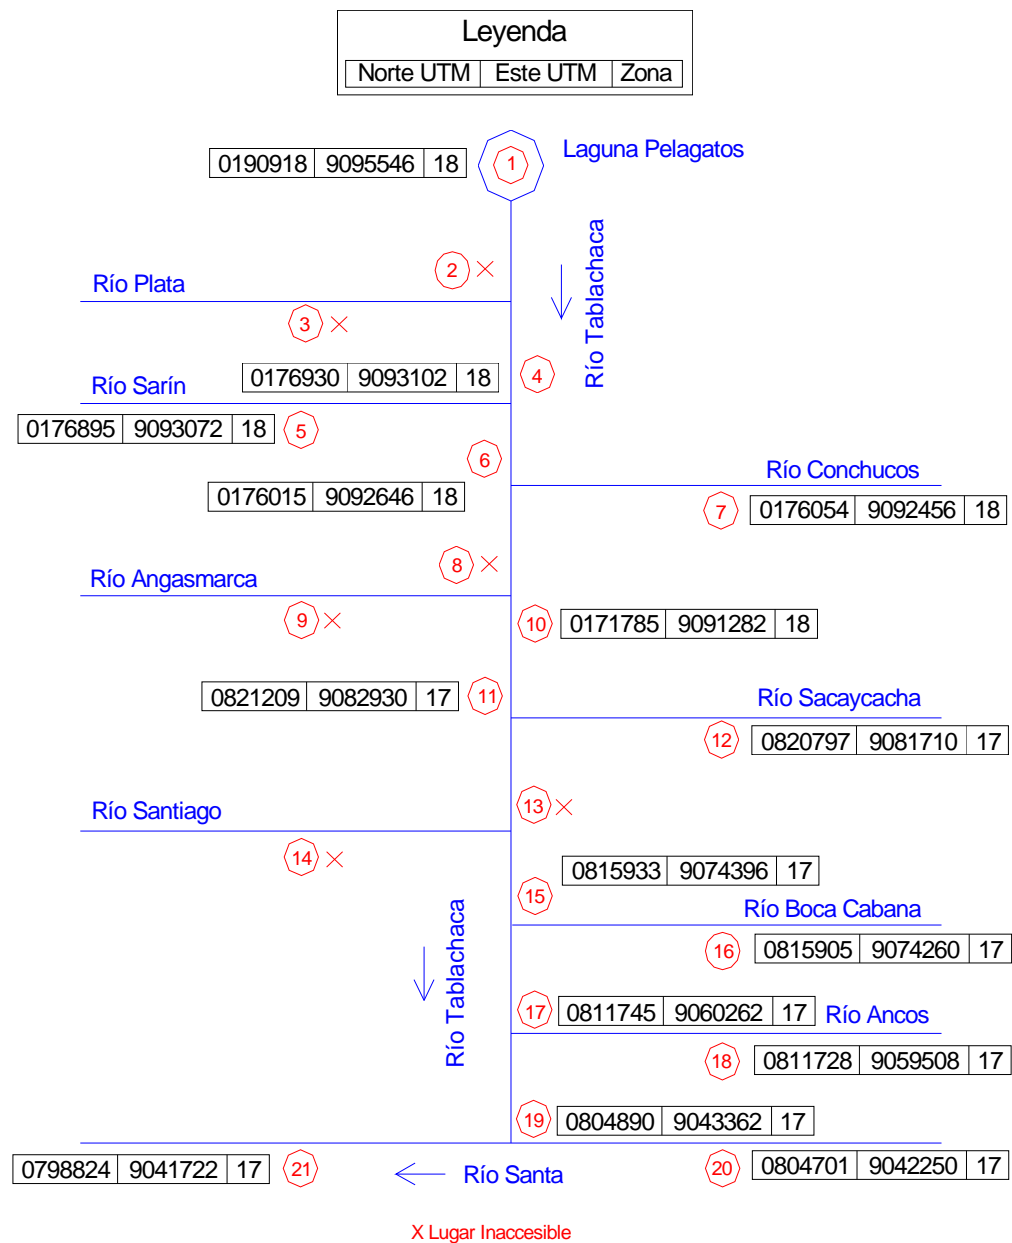 Leyenda
Norte UTM Este UTM Zona
0190918 9095546 18 1 Laguna Pelagatos
Río Tablachaca
2 X
Río Plata
3 X
0176930 9093102 18 4
Río Sarín
0176895 9093072 18 5
6
0176015 9092646 18
Río Conchucos
7 0176054 9092456 18
8 X
Río Angasmarca
9 X
10 0171785 9091282 18
0821209 9082930 17 11
Río Sacaycacha
12 0820797 9081710 17
13 X
Río Santiago
14 X
0815933 9074396 17
15
Río Boca Cabana
16 0815905 9074260 17
Río Tablachaca
17 0811745 9060262 17 Río Ancos
18 0811728 9059508 17
19 0804890 9043362 17
0798824 9041722 17 21 Río Santa 20 0804701 9042250 17
X Lugar Inaccesible